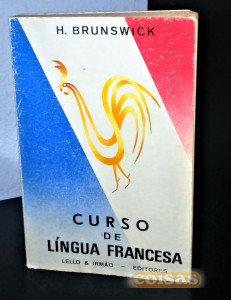 H. BRUNSWICK
CURSO
DE
LÍNGUA FRANCESA
LELLO & IRMÃO - EDITORES
coisas